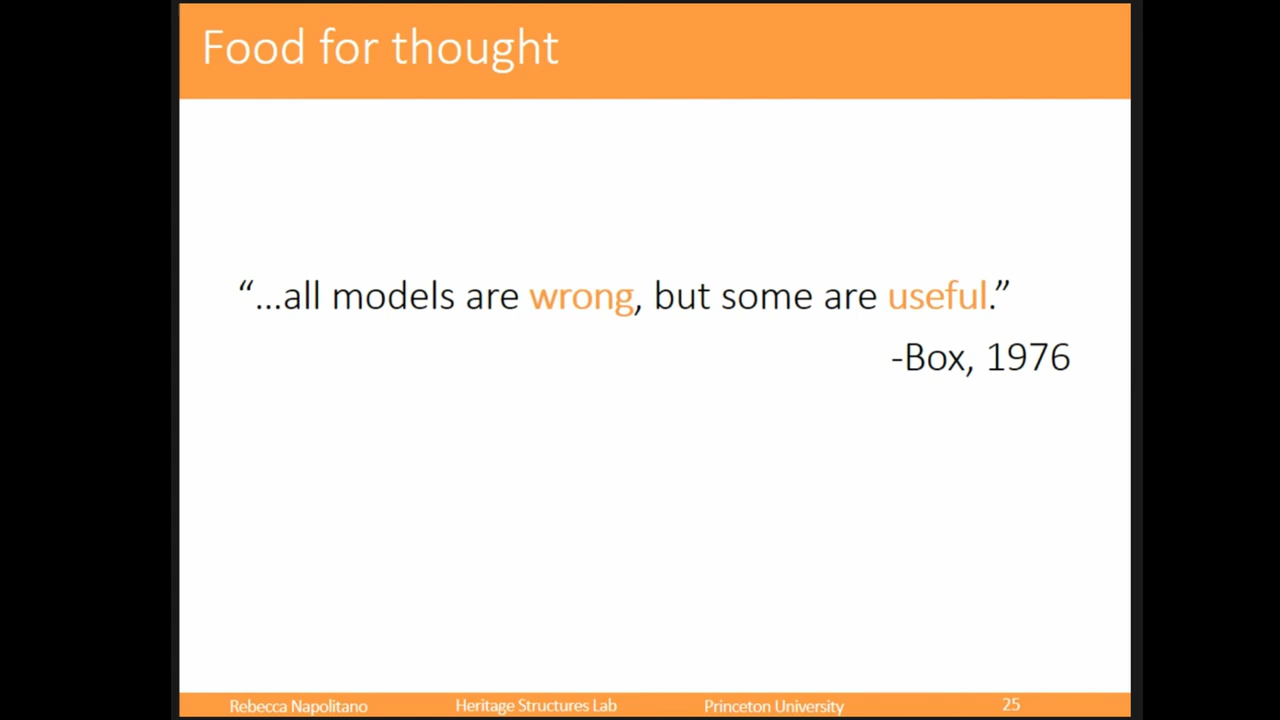 Food for thought
“…all models are wrong, but some are useful.”
-Box, 1976
Rebecca Napolitano Heritage Structures Lab Princeton University 25